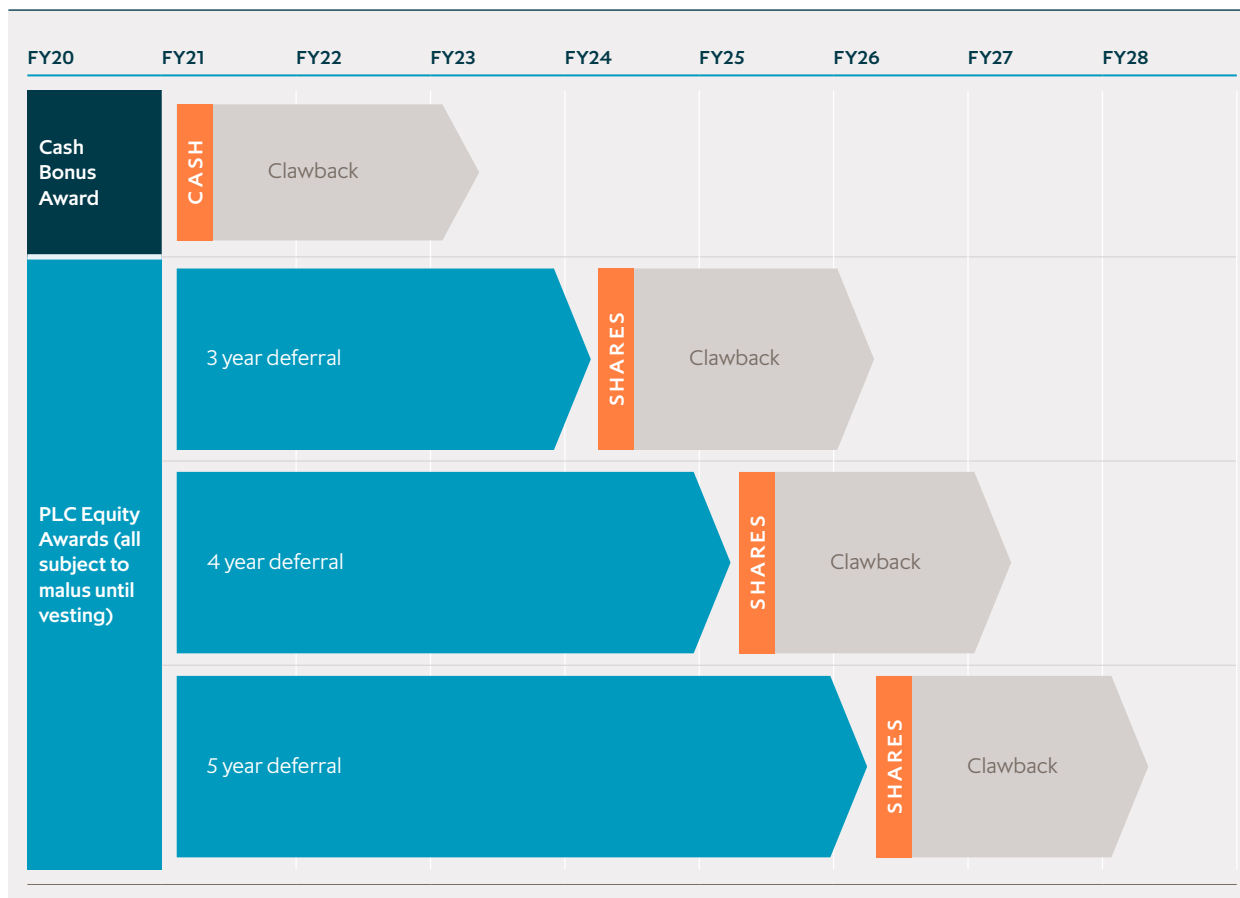 FY20 FY21 FY22 FY23 FY24 FY25 FY26 FY27 FY28
Cash
Bonus
Award
CASH
Clawback
PLC Equity
Awards (all
subject to
malus until
vesting)
3 year deferral
SHARES
Clawback
4 year deferral
SHARES
Clawback
5 year deferral
SHARES
Clawback